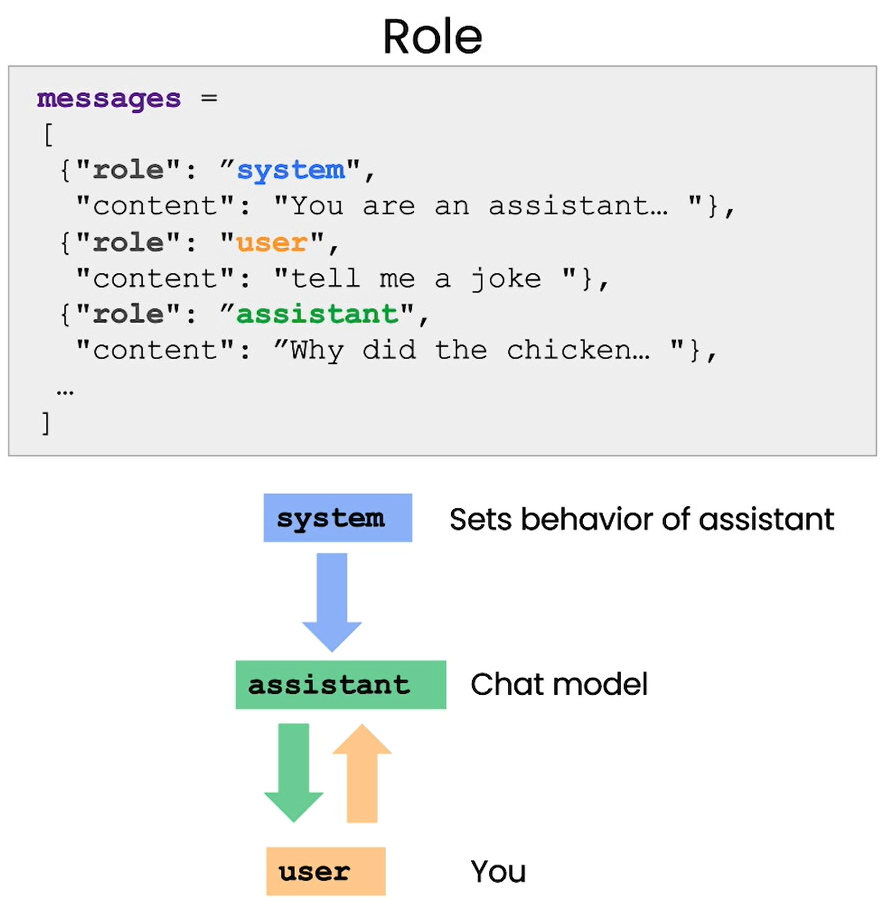 Role
messages =
[
{"role": ”system",
"content": "You are an assistant… "},
{"role": "user",
"content": "tell me a joke "},
{"role": ”assistant",
"content": ”Why did the chicken… "},
…
]
system Sets behavior of assistant
assistant Chat model
user You